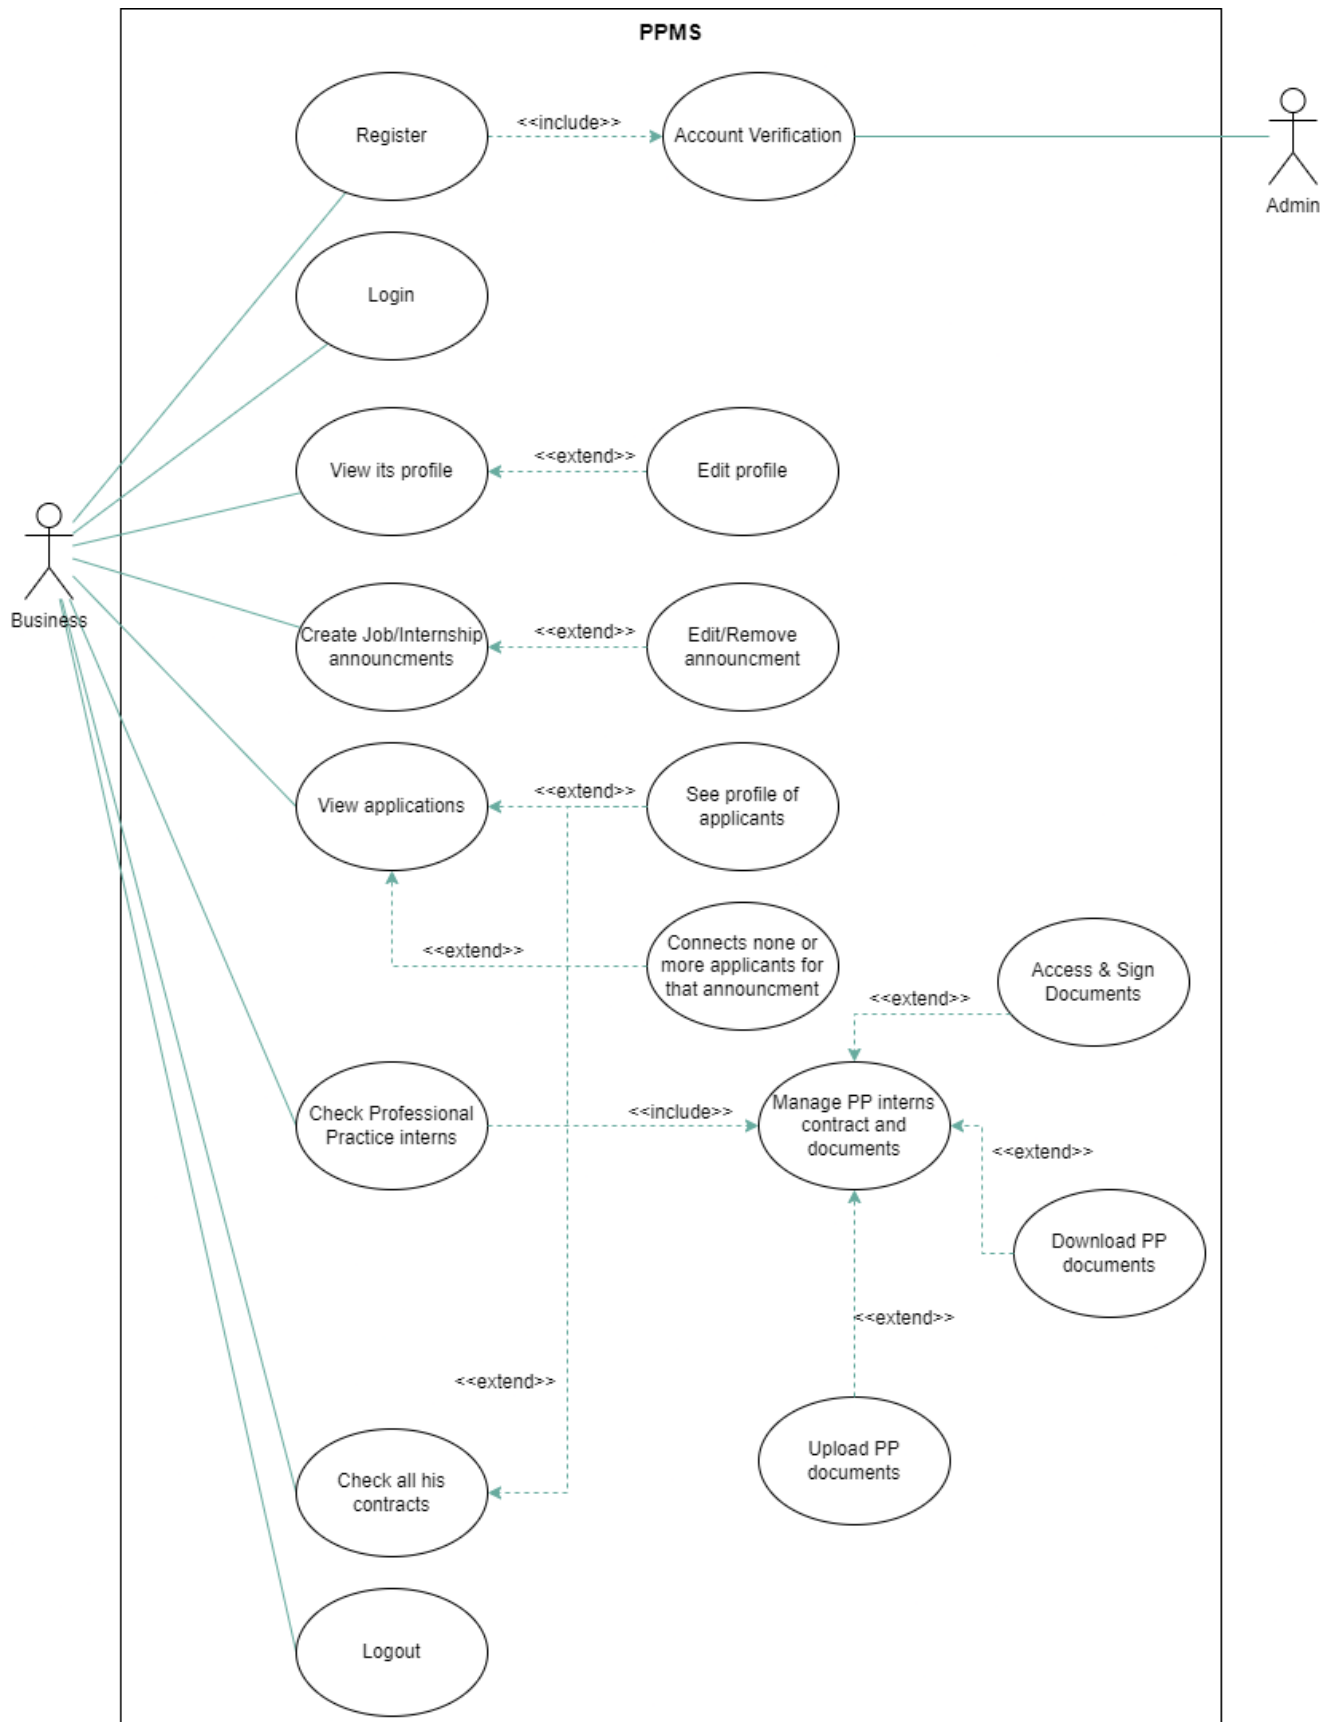 PPMS
Register
<<include>>
Account Verification
Admin
Login
View its profile
<<extend>>
Edit profile
Business
Create Job/Internship
announcments
<<extend>>
Edit/Remove
announcment
View applications
<<extend>>
See profile of
applicants
<<extend>>
Connects none or
more applicants for
that announcment
Access & Sign
Documents
<<extend>>
Check Professional
Practice interns
<<include>>
Manage PP interns
contract and
documents
<<extend>>
Download PP
documents
<<extend>>
<<extend>>
Upload PP
documents
Check all his
contracts
Logout